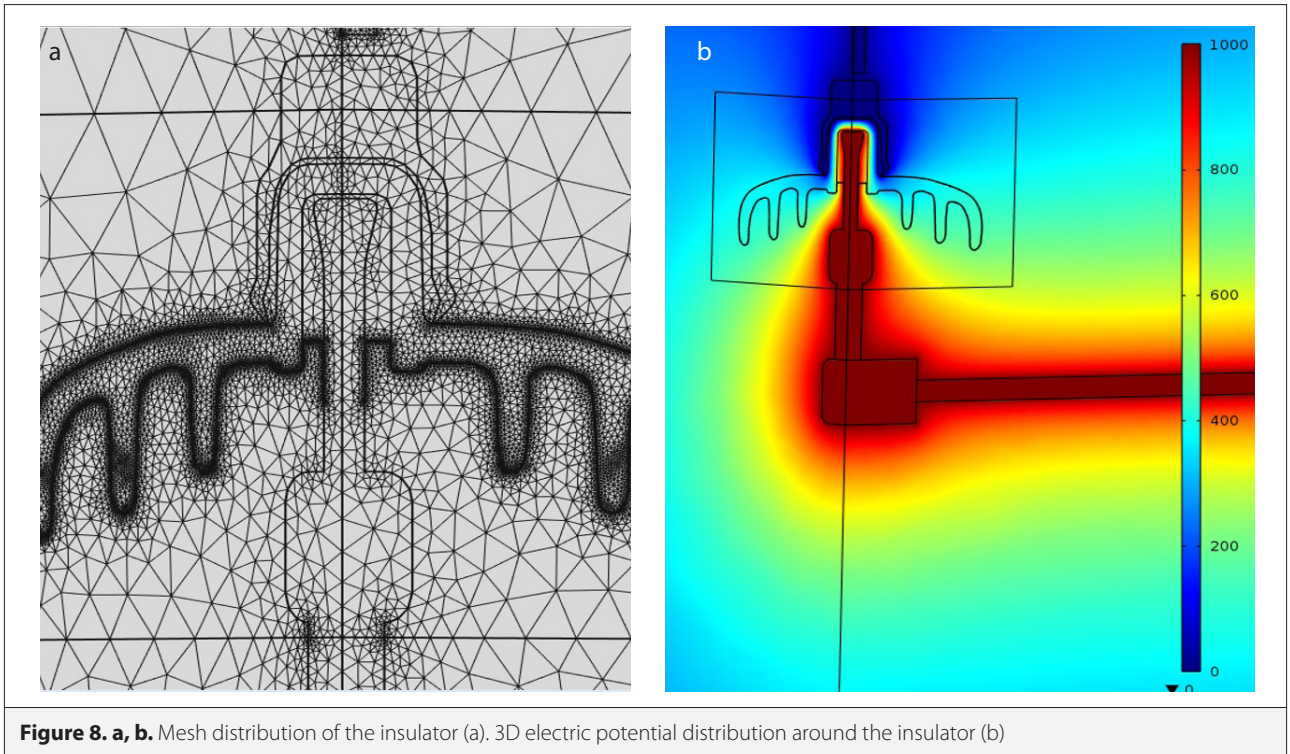 a
b
1000
800
600
400
200
0
▼ 0
Figure 8. a, b. Mesh distribution of the insulator (a). 3D electric potential distribution around the insulator (b)